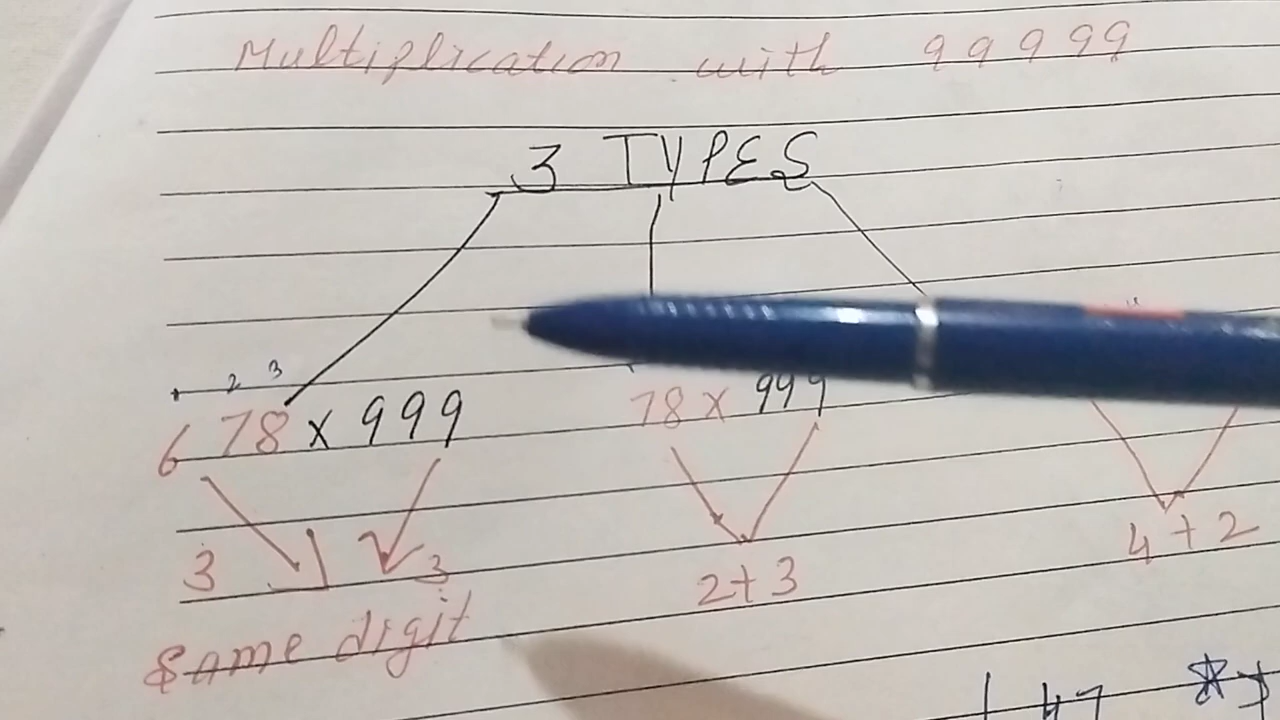 Multiplication with 99999
3 TYPES
2 3
678 x 999 78 x 999
3 3 2+3 4+2
Same digit